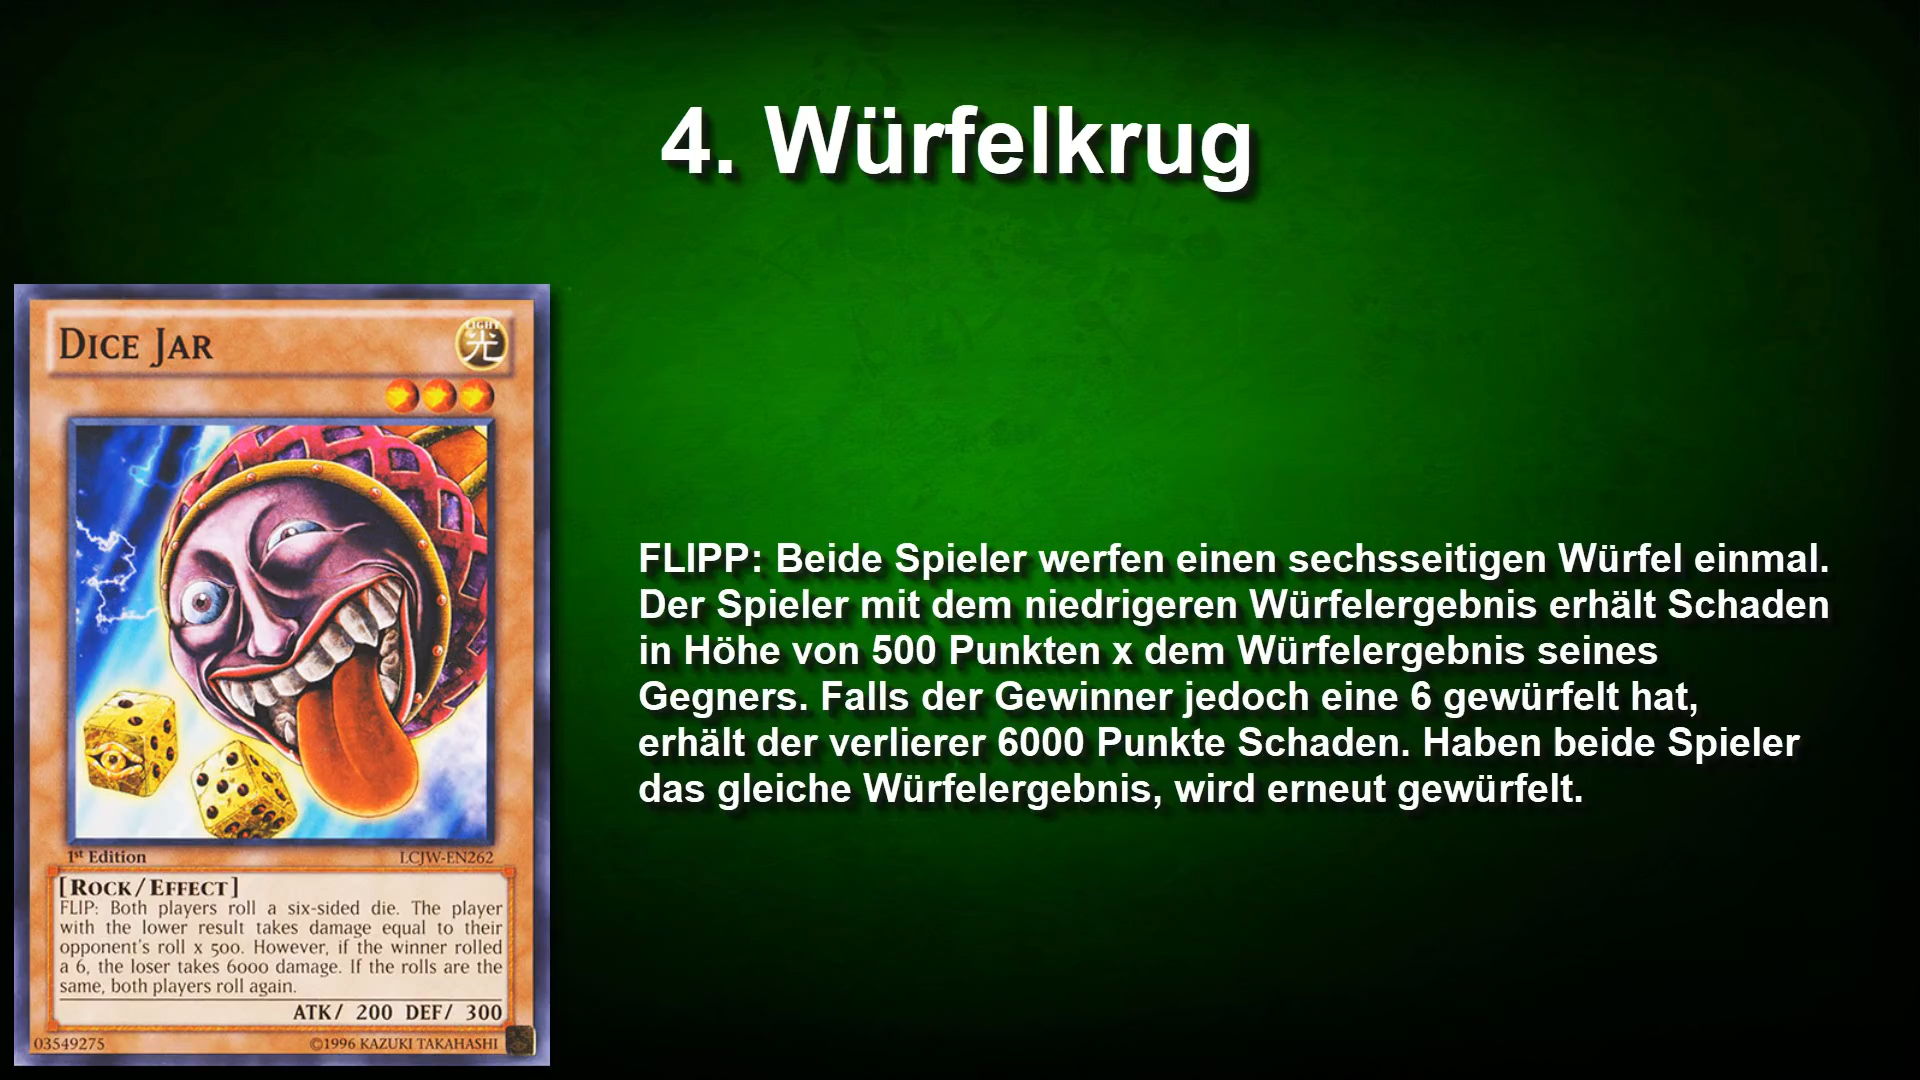 4. Würfelkrug
DICE JAR
LIGHT
光
1st Edition
LCJW-EN262
[ROCK/EFFECT]
FLIP: Both players roll a six-sided die. The player
with the lower result takes damage equal to their
opponent's roll x 500. However, if the winner rolled
a 6, the loser takes 6000 damage. If the rolls are the
same, both players roll again.
ATK/ 200 DEF/ 300
03549275
©1996 KAZUKI TAKAHASHI
FLIPP: Beide Spieler werfen einen sechsseitigen Würfel einmal.
Der Spieler mit dem niedrigeren Würfelergebnis erhält Schaden
in Höhe von 500 Punkten x dem Würfelergebnis seines
Gegners. Falls der Gewinner jedoch eine 6 gewürfelt hat,
erhält der verlierer 6000 Punkte Schaden. Haben beide Spieler
das gleiche Würfelergebnis, wird erneut gewürfelt.